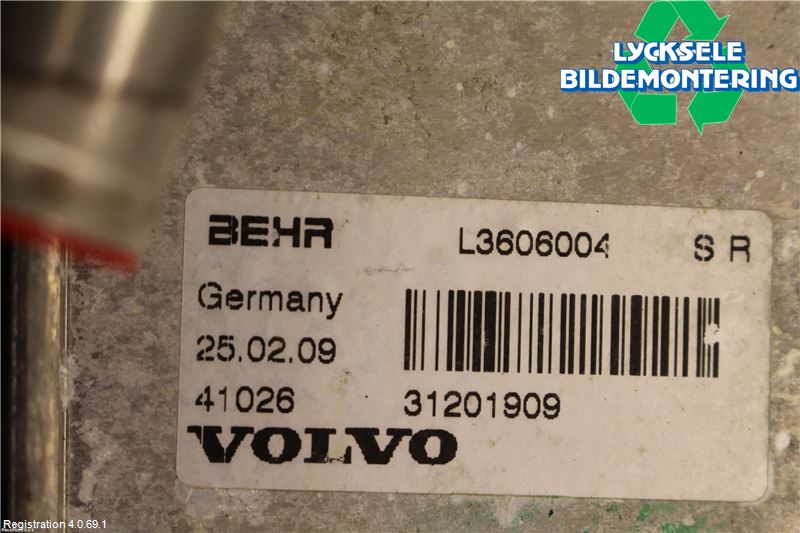 LYCKSELE
BILDEMONTERING
BEHR L3606004 S R
Germany
25.02.09
41026 31201909
VOLVO
Registration 4.0.69.1